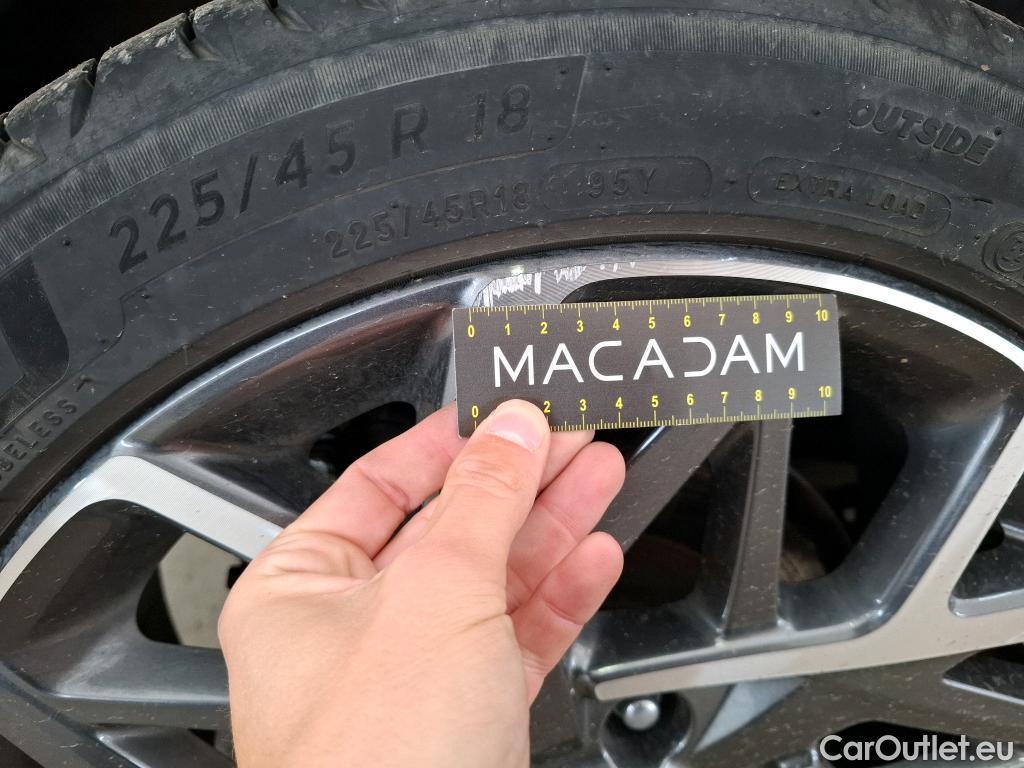 225/45 R 18
OUTSIDE
225/45R18 95Y
EXTRA LOAD
0 1 2 3 4 5 6 7 8 9 10
MACADAM
0 2 3 4 5 6 7 8 9 10
CarOutlet.eu